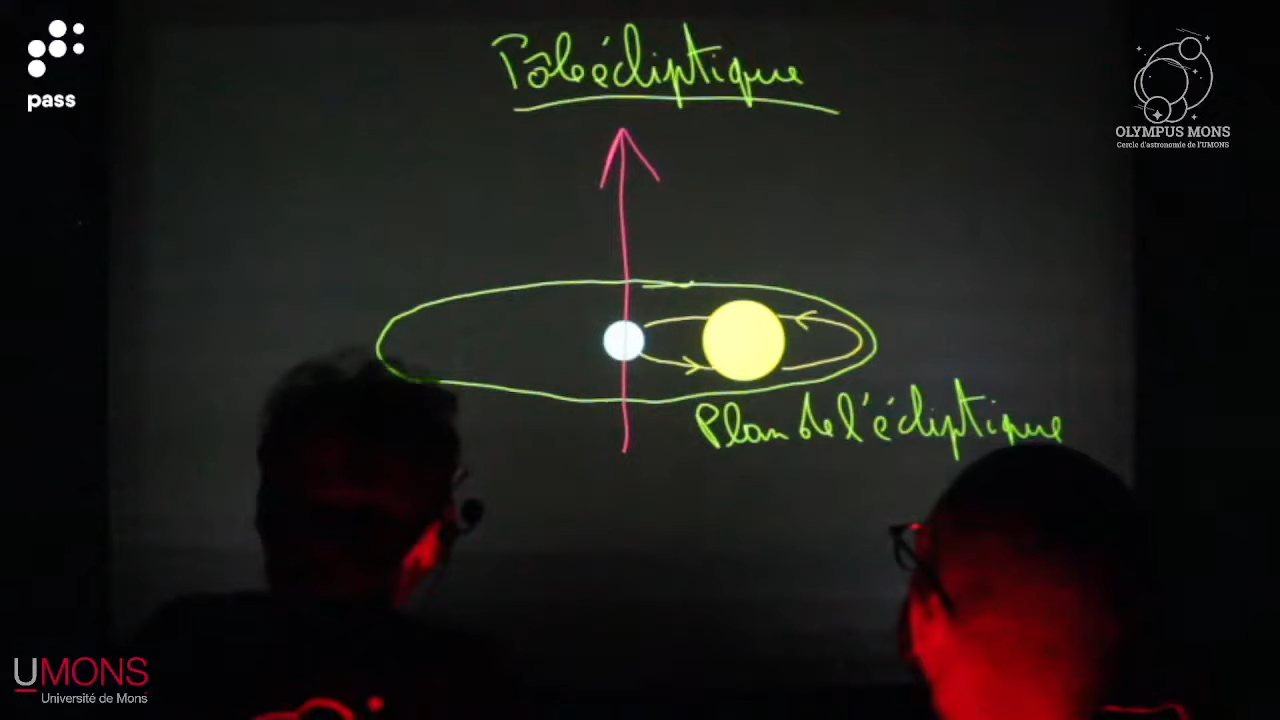 Pôle écliptique
pass
OLYMPUS MONS
Cercle d'astronomie de l'UMONS
Plan de l'écliptique
UMONS
Université de Mons